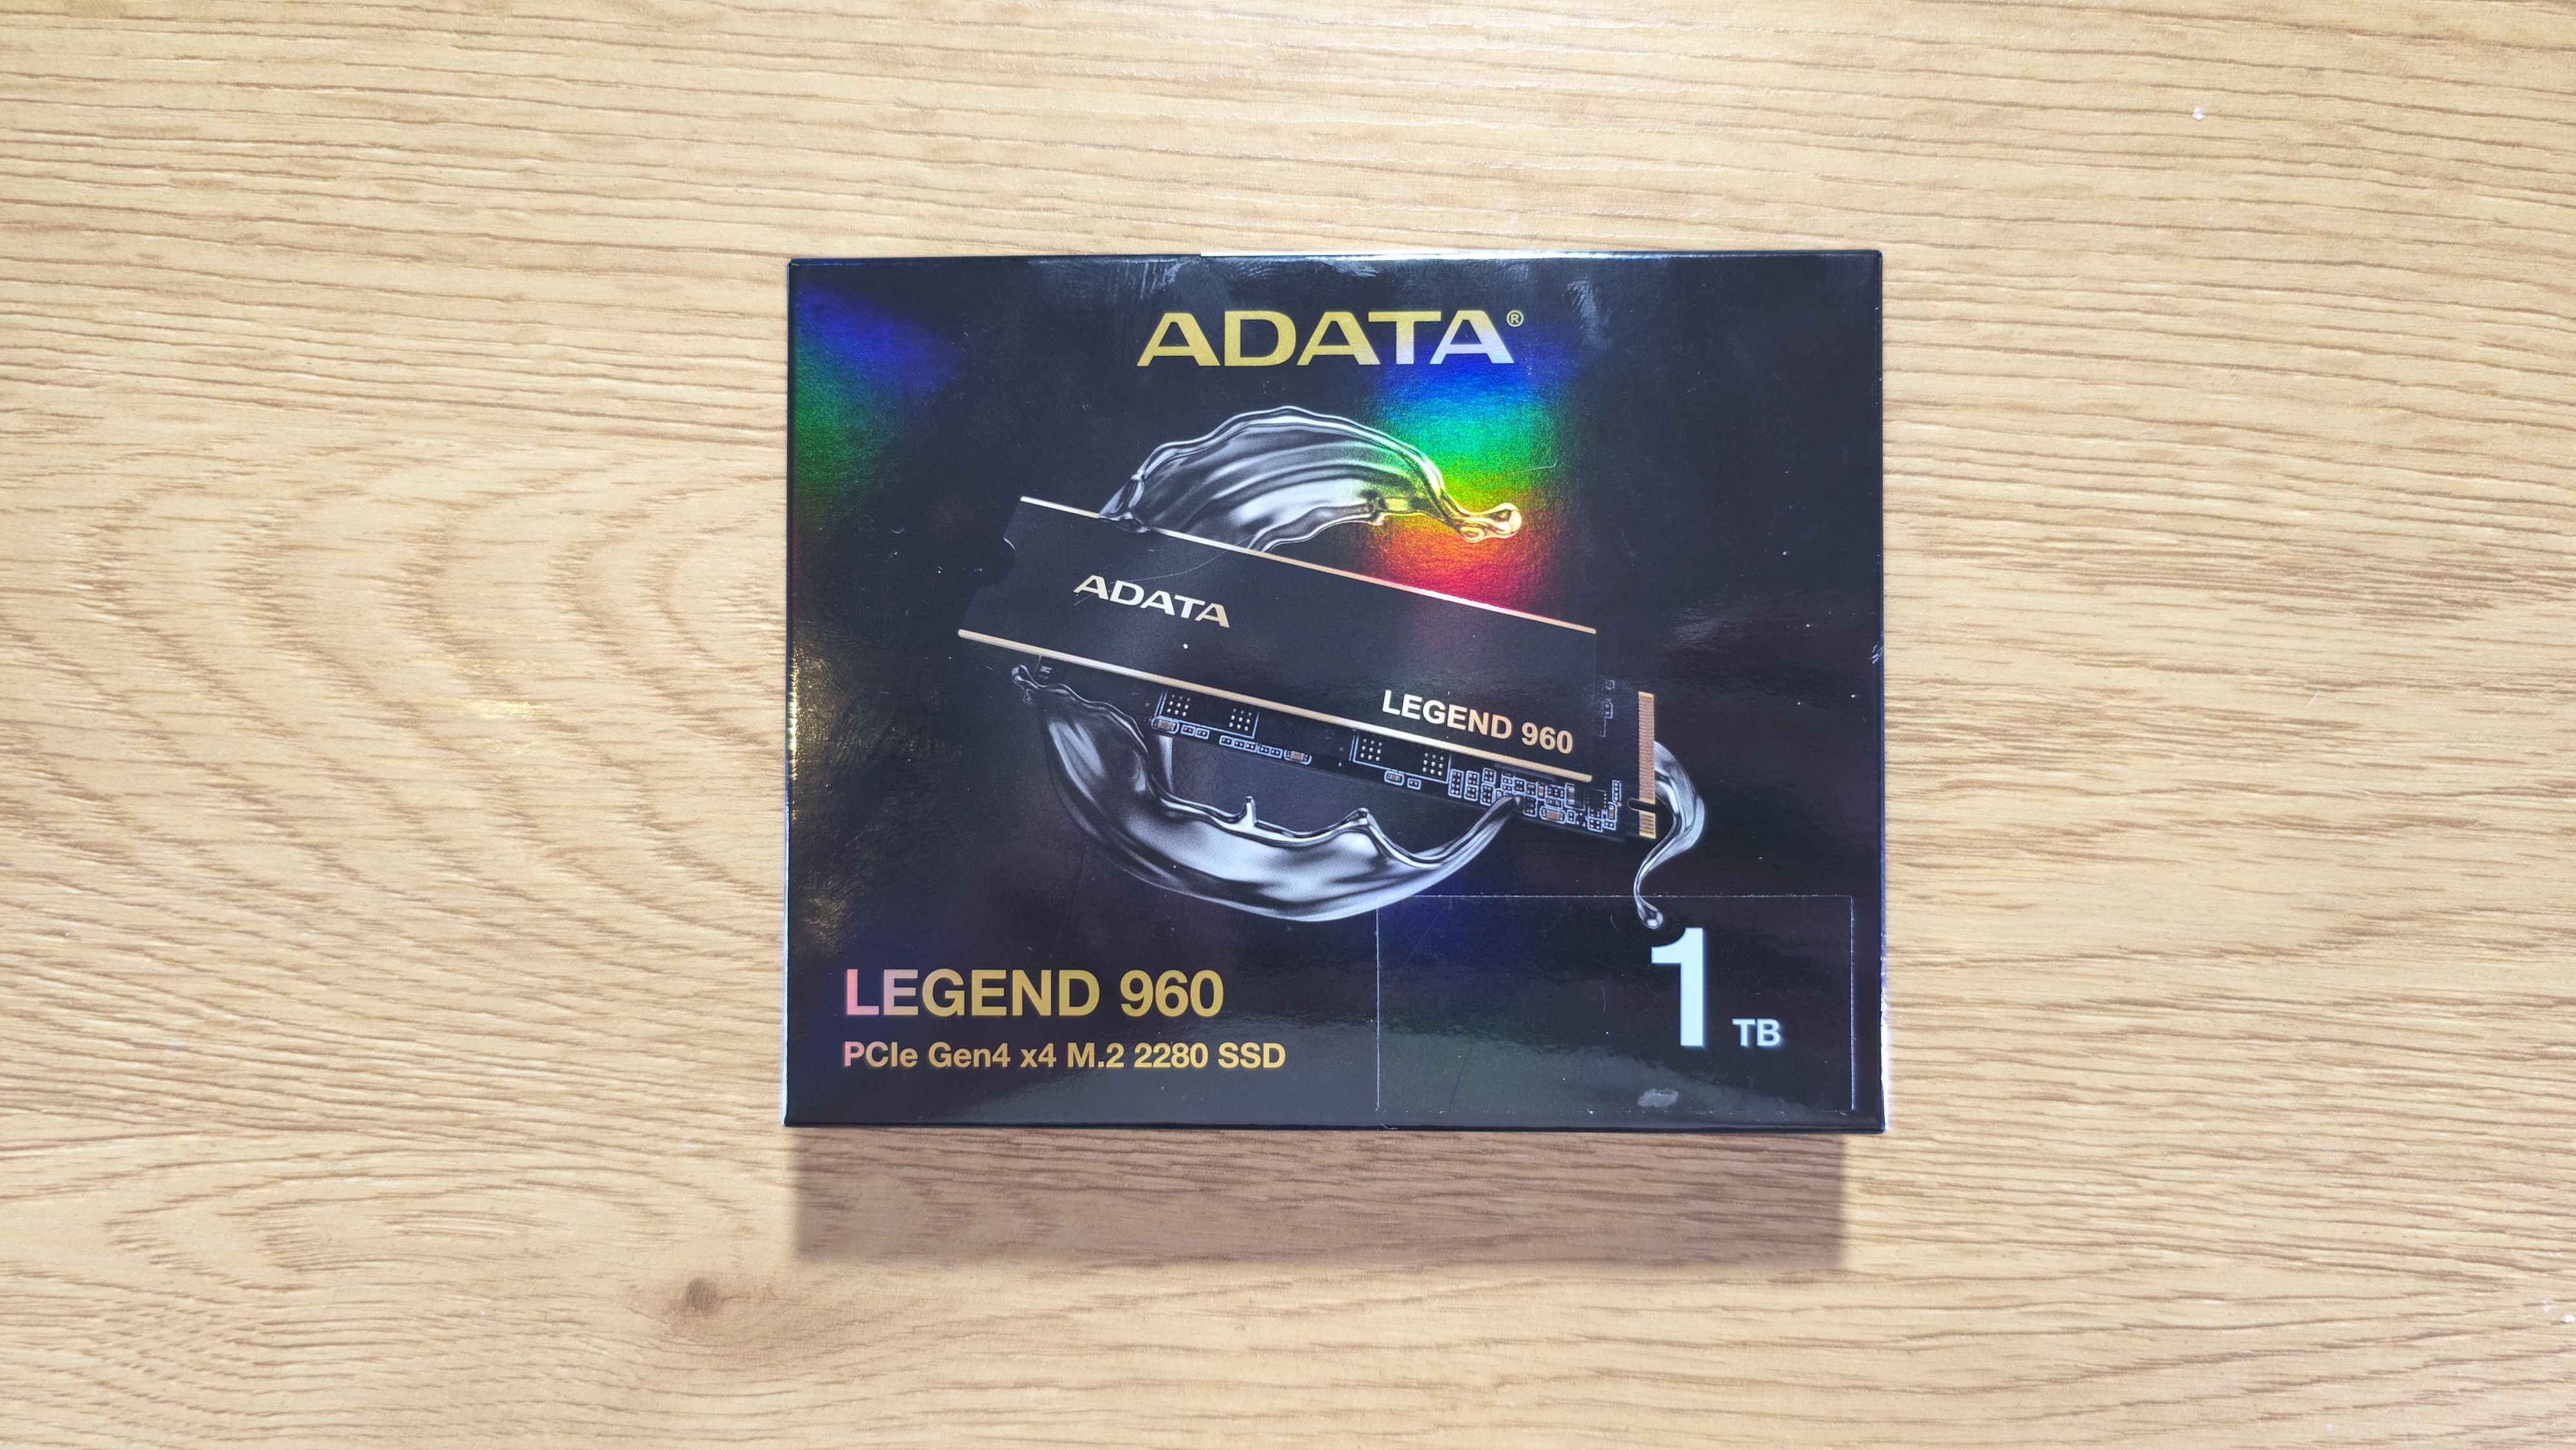 ADATA®
ADATA
LEGEND 960
1 TB
LEGEND 960
PCIe Gen4 x4 M.2 2280 SSD